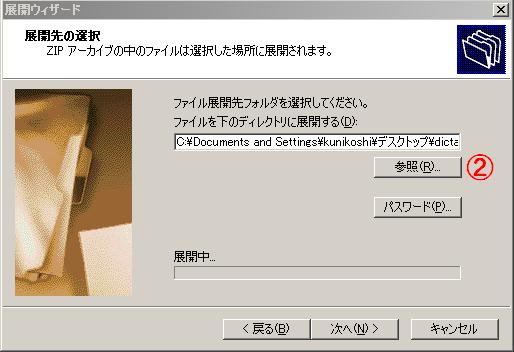 展開ウィザード
展開先の選択
ZIP アーカイブの中のファイルは選択した場所に展開されます。
ファイル展開先フォルダを選択してください。
ファイルを下のディレクトリに展開する(D):
C:¥Documents and Settings¥kunikoshi¥デスクトップ¥dicta
参照(R)...
②
パスワード(P)...
展開中...
< 戻る(B)
次へ(N) >
キャンセル